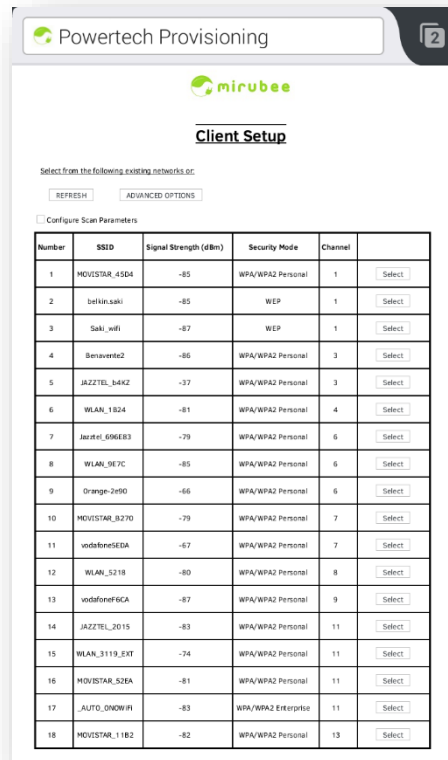 Powertech Provisioning
2
mirubee
Client Setup
Select from the following existing networks or:
REFRESH ADVANCED OPTIONS
Configure Scan Parameters
Number SSID Signal Strength (dBm) Security Mode Channel
1 MOVISTAR_45D4 -85 WPA/WPA2 Personal 1 Select
2 belkin.saki -85 WEP 1 Select
3 Saki_wifi -87 WEP 1 Select
4 Benavente2 -86 WPA/WPA2 Personal 3 Select
5 JAZZTEL_b4KZ -37 WPA/WPA2 Personal 3 Select
6 WLAN_1B24 -81 WPA/WPA2 Personal 4 Select
7 Jazztel_696E83 -79 WPA/WPA2 Personal 6 Select
8 WLAN_9E7C -85 WPA/WPA2 Personal 6 Select
9 Orange-2e90 -66 WPA/WPA2 Personal 6 Select
10 MOVISTAR_B270 -79 WPA/WPA2 Personal 7 Select
11 vodafone5EDA -67 WPA/WPA2 Personal 7 Select
12 WLAN_5218 -80 WPA/WPA2 Personal 8 Select
13 vodafoneF6CA -87 WPA/WPA2 Personal 9 Select
14 JAZZTEL_2015 -83 WPA/WPA2 Personal 11 Select
15 WLAN_3119_EXT -74 WPA/WPA2 Personal 11 Select
16 MOVISTAR_52EA -81 WPA/WPA2 Personal 11 Select
17 _AUTO_ONOWiFi -83 WPA/WPA2 Enterprise 11 Select
18 MOVISTAR_11B2 -82 WPA/WPA2 Personal 13 Select